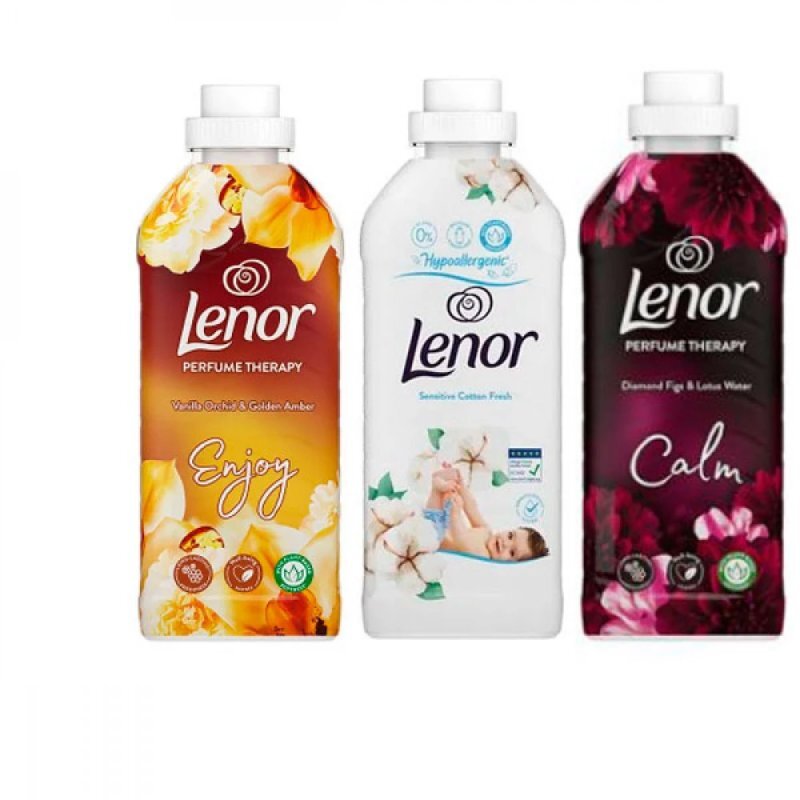 Lenor
PERFUME THERAPY
Vanilla Orchid & Golden Amber
Enjoy
0%
Hypoallergenic
Lenor
Sensitive Cotton Fresh
Lenor
PERFUME THERAPY
Diamond Figs & Lotus Water
Calm